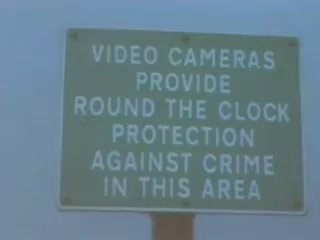 VIDEO CAMERAS
PROVIDE
ROUND THE CLOCK
PROTECTION
AGAINST CRIME
IN THIS AREA